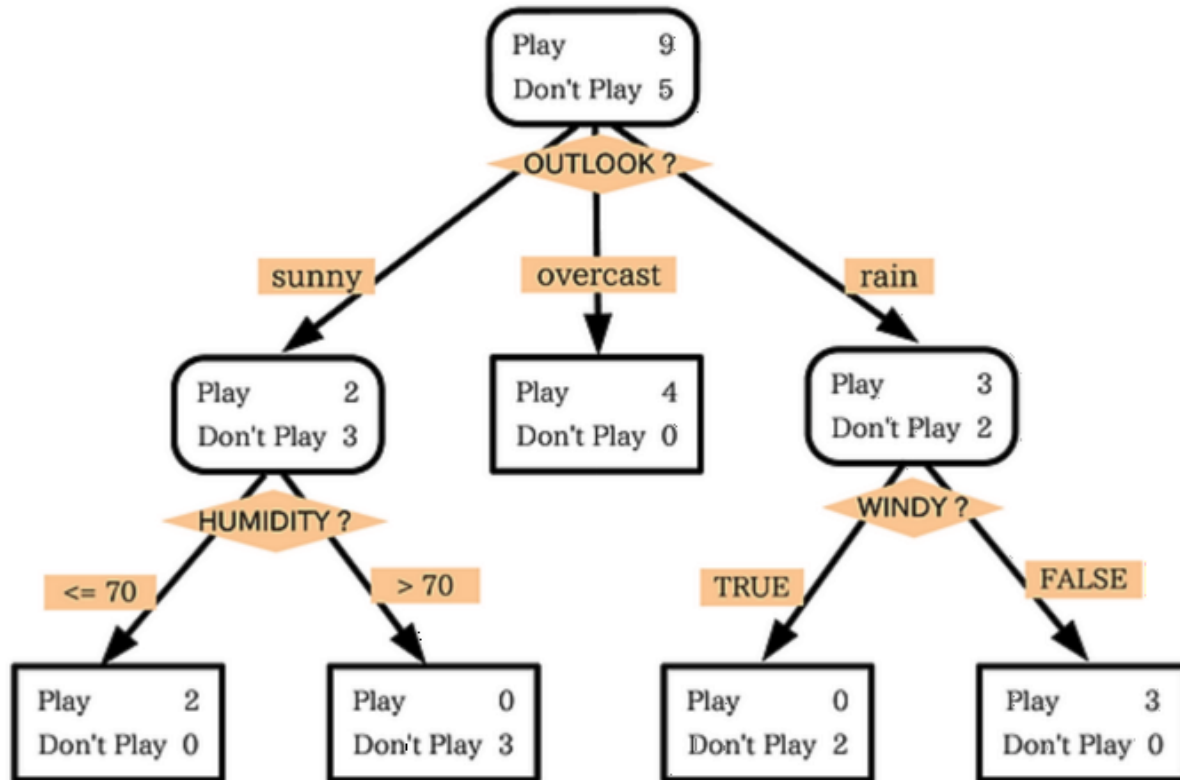 Play 9
Don't Play 5
OUTLOOK ?
sunny
overcast
rain
Play 2
Don't Play 3
Play 4
Don't Play 0
Play 3
Don't Play 2
HUMIDITY ?
WINDY ?
<= 70
> 70
TRUE
FALSE
Play 2
Don't Play 0
Play 0
Don't Play 3
Play 0
Don't Play 2
Play 3
Don't Play 0